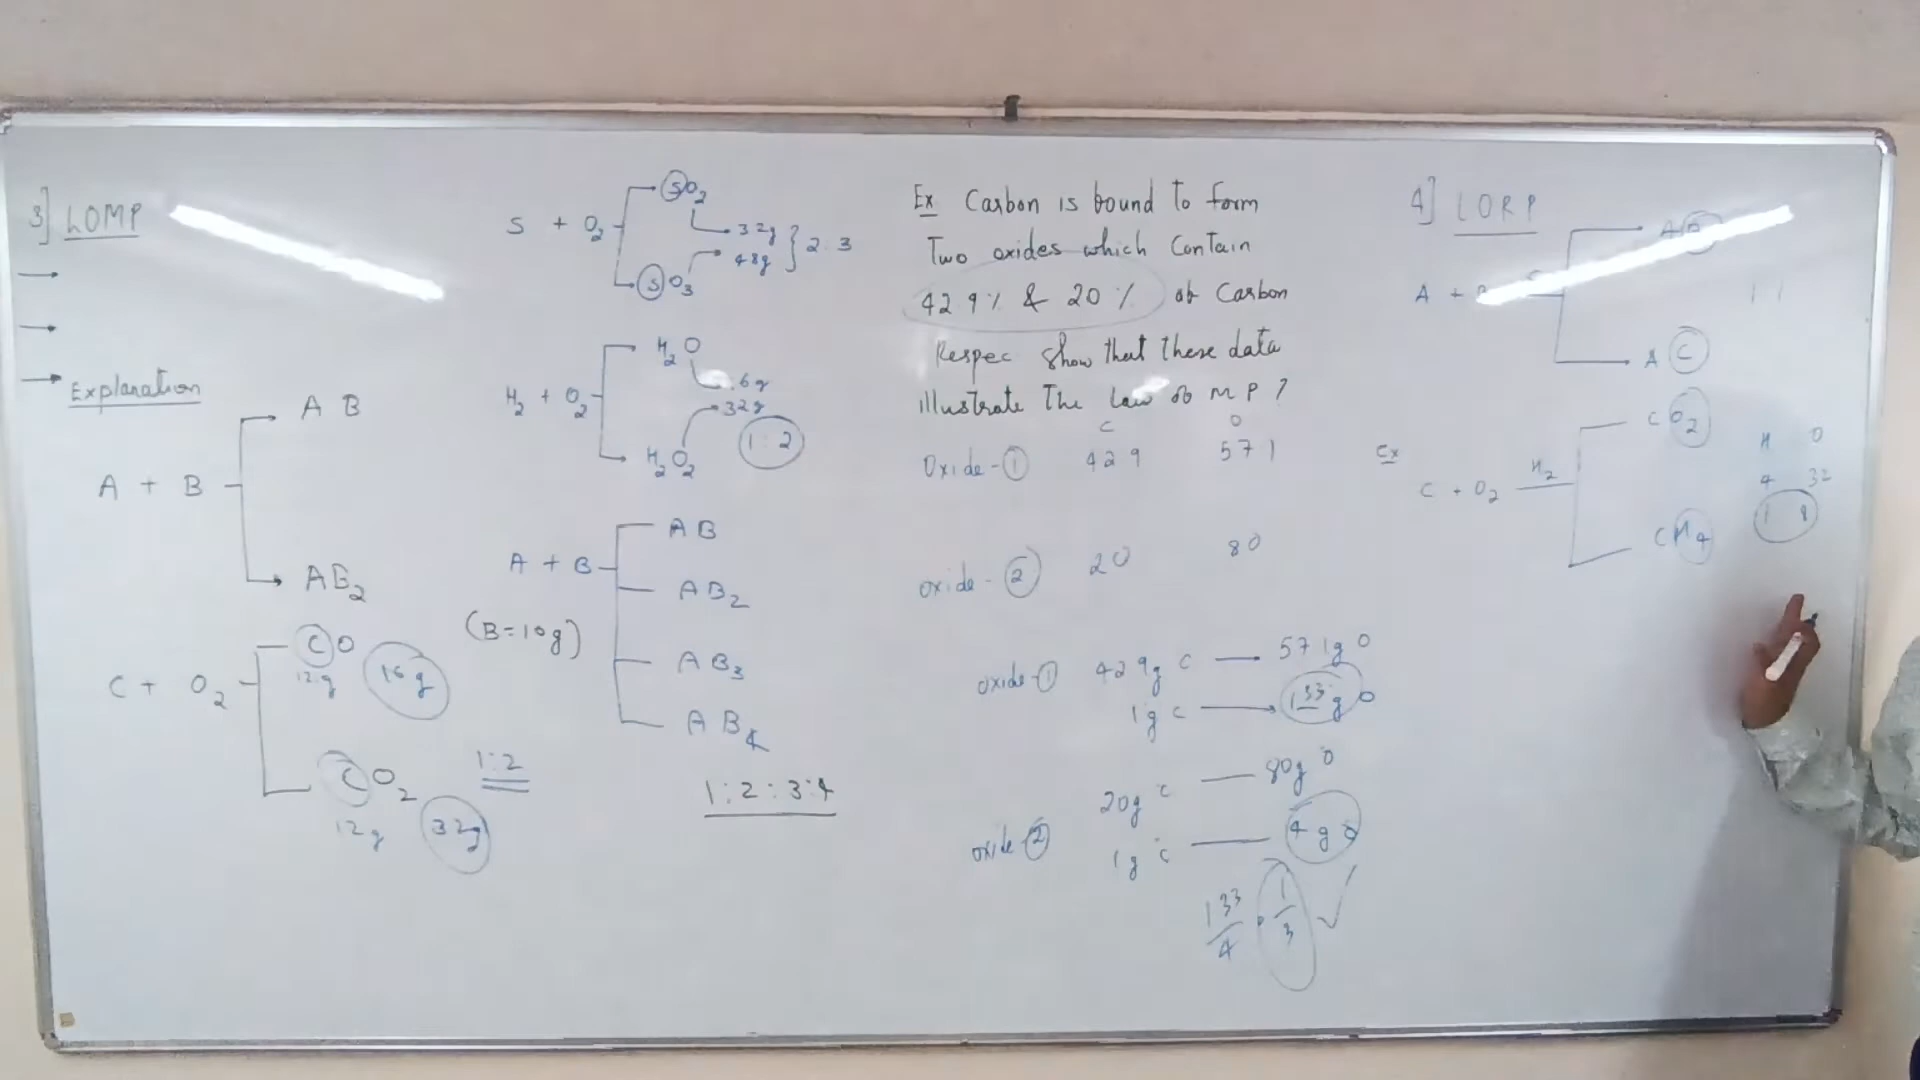 3] LOMP
Explanation
A + B
A B
AB2
C + O2
CO
12g
16g
CO2
12g
32g
1:2
S + O2
SO2
32g
48g
2:3
SO3
H2 + O2
H2O
6g
32g
H2O2
1:2
A + B
(B=10g)
AB
AB2
AB3
AB4
1:2:3:4
Ex Carbon is bound to form
Two oxides which contain
42 9% & 20% of Carbon
Respec show that these data
illustrate The law of M P?
C O
Oxide-① 42 9 57 1
oxide-② 20 80
oxide-① 42 9g C — 57 1g O
1g C → 1 33 g O
20g C — 80g O
oxide② 1g C — 4g O
1 33/4 = 1/3 ✓
4] LORP
A +
A
A C
Ex
C + O2 H2
CO2
CH4
H O
4 32
1 8